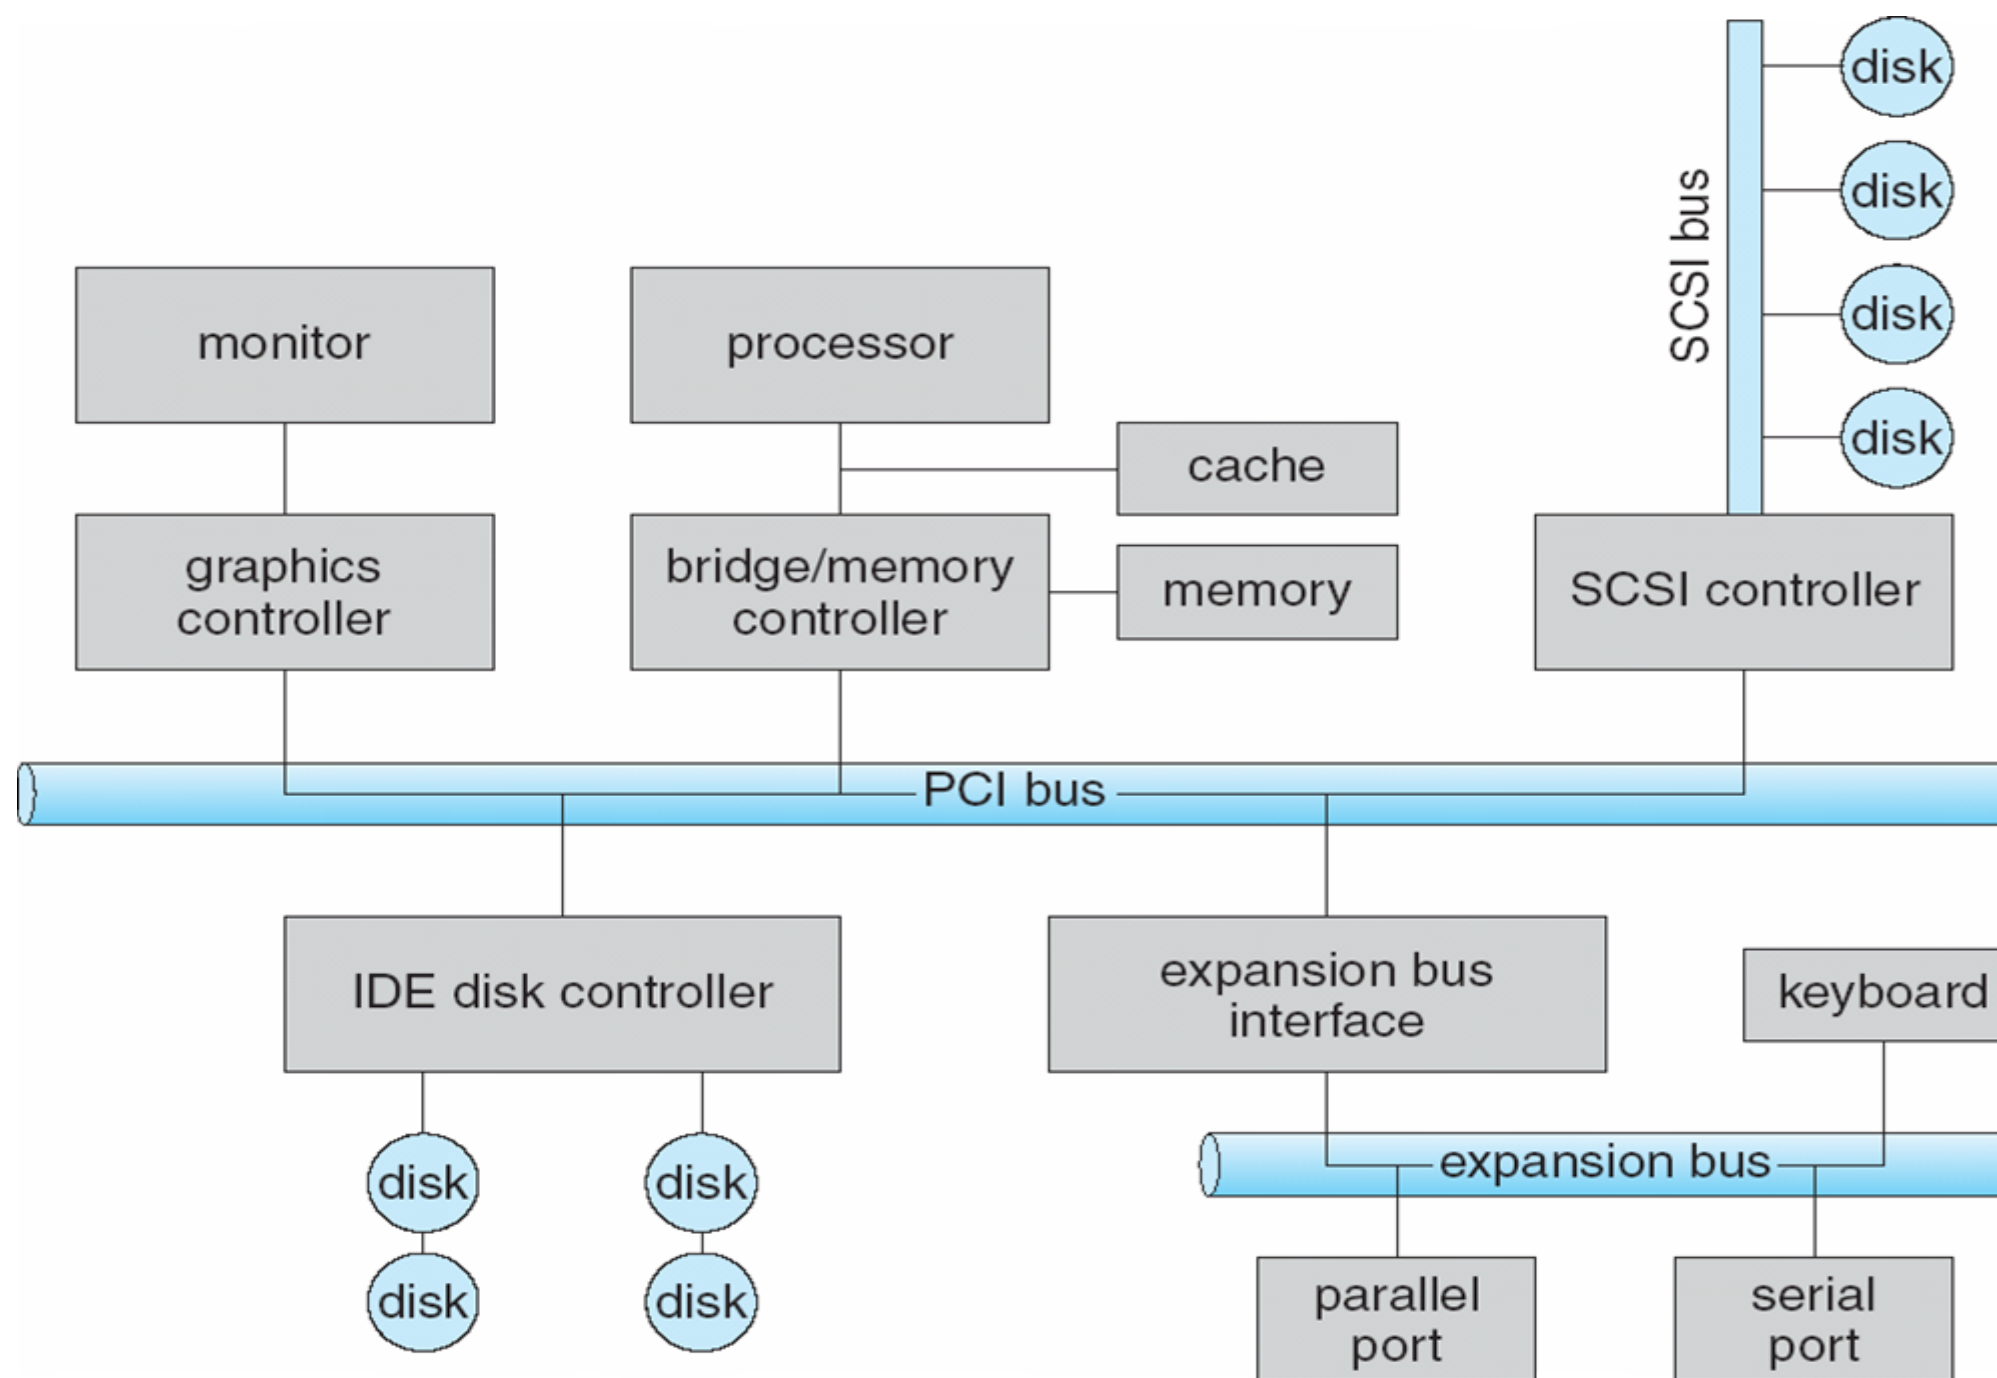 disk
disk
SCSI bus
disk
disk
monitor
processor
cache
graphics
controller
bridge/memory
controller
memory
SCSI controller
PCI bus
IDE disk controller
expansion bus
interface
keyboard
expansion bus
disk
disk
disk
disk
parallel
port
serial
port